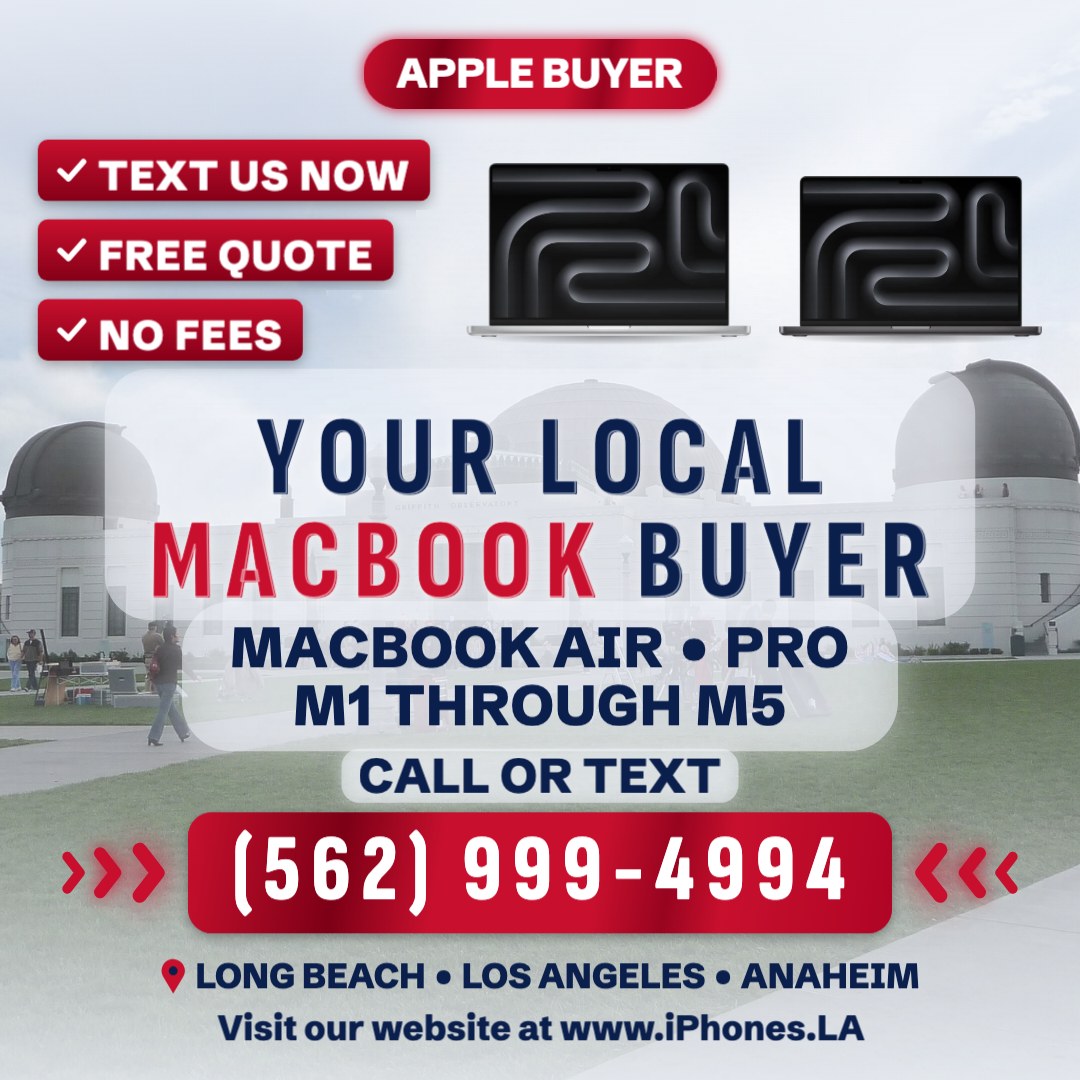 APPLE BUYER
TEXT US NOW
FREE QUOTE
NO FEES
YOUR LOCAL
MACBOOK BUYER
MACBOOK AIR • PRO
M1 THROUGH M5
CALL OR TEXT
(562) 999-4994
LONG BEACH • LOS ANGELES • ANAHEIM
Visit our website at www.iPhones.LA